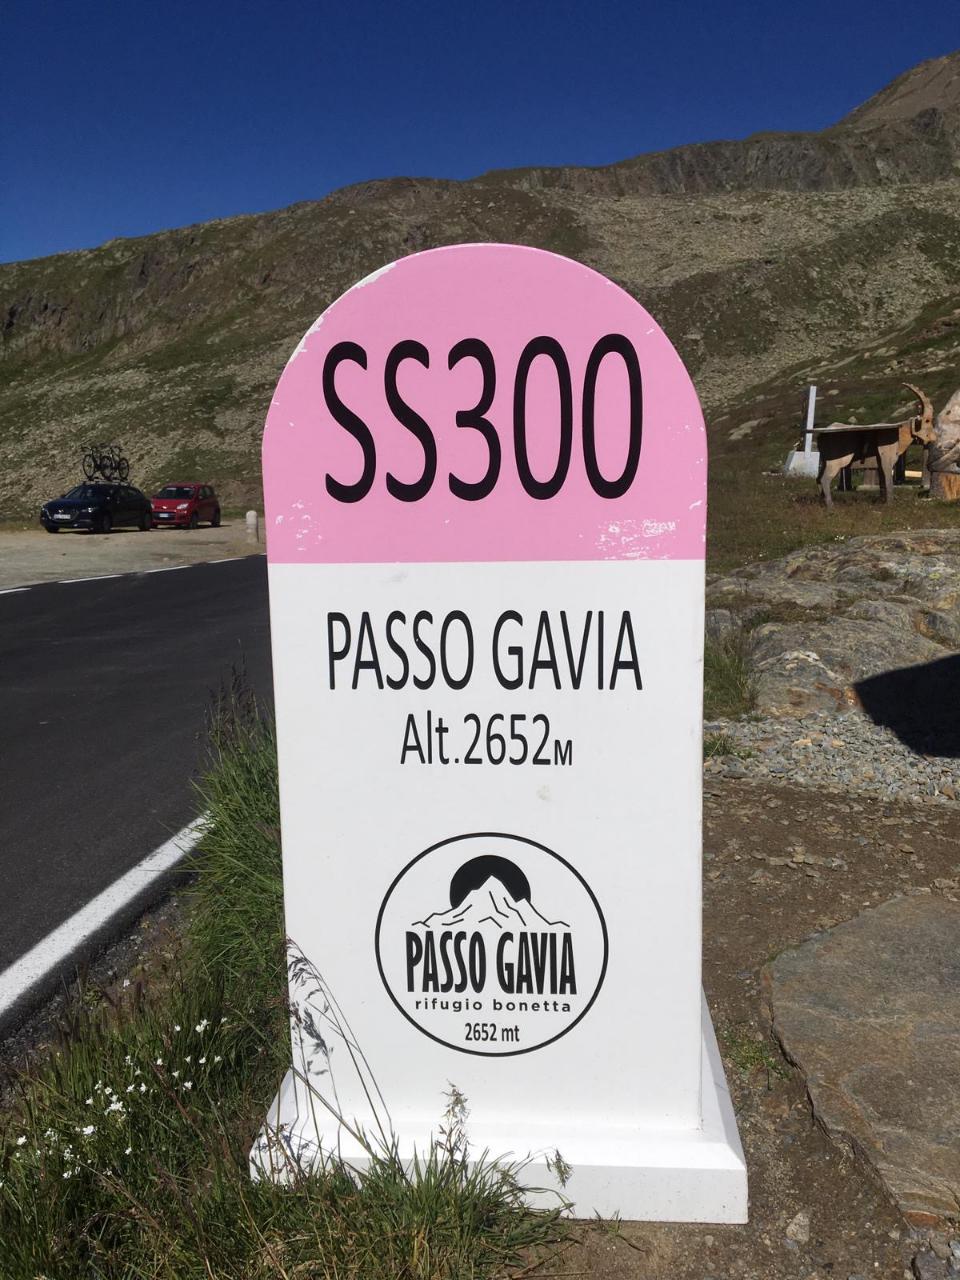 SS300
PASSO GAVIA
Alt.2652M
PASSO GAVIA
rifugio bonetta
2652 mt